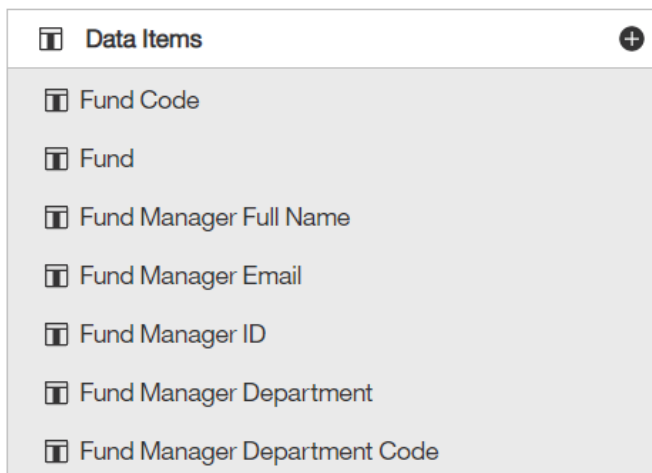 Data Items
Fund Code
Fund
Fund Manager Full Name
Fund Manager Email
Fund Manager ID
Fund Manager Department
Fund Manager Department Code